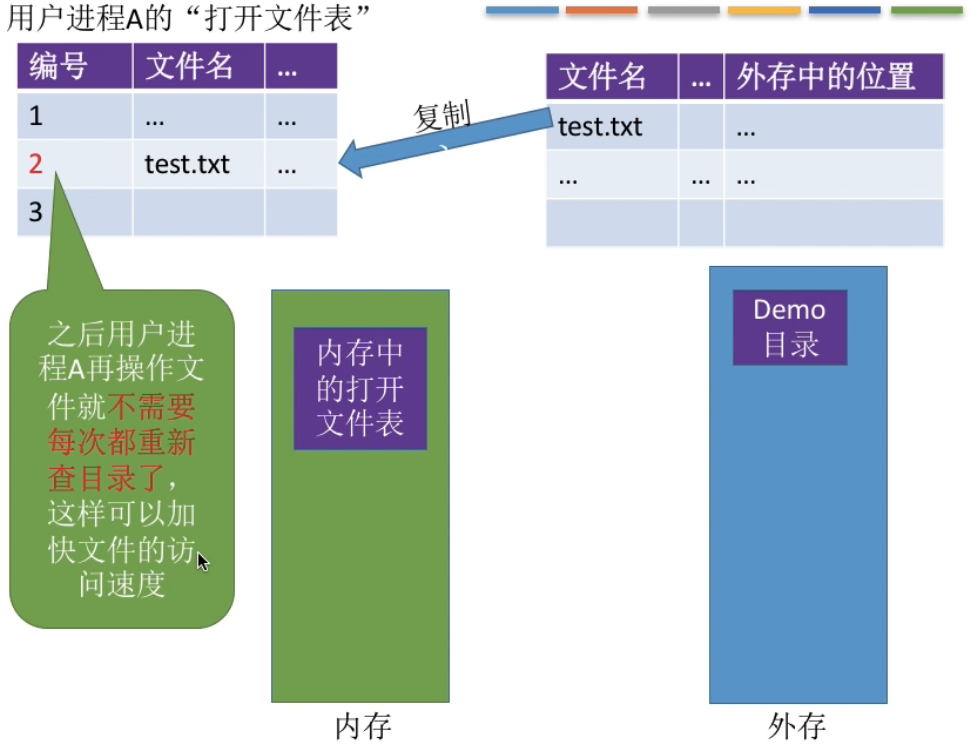 用户进程A的“打开文件表”
编号 文件名 ...
1 ... ...
2 test.txt ...
3
复制
文件名 ... 外存中的位置
test.txt ...
... ... ...
之后用户进
程A再操作文
件就不需要
每次都重新
查目录了，
这样可以加
快文件的访
问速度
内存中
的打开
文件表
内存
Demo
目录
外存